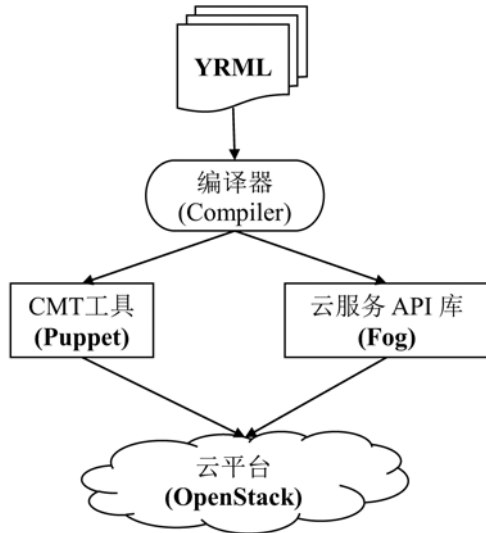 YRML
编译器
(Compiler)
CMT工具
(Puppet)
云服务 API 库
(Fog)
云平台
(OpenStack)